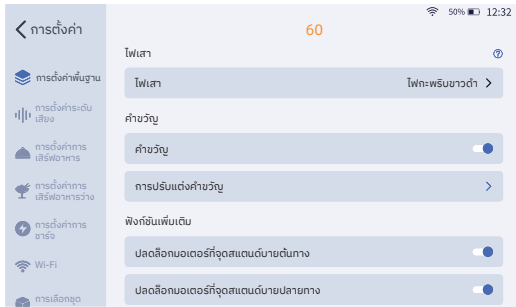 50% 12:32
การตั้งค่า
60
ไฟเสา
การตั้งค่าพื้นฐาน
ไฟเสา ไฟกะพริบขาวดำ
การตั้งค่าระดับ
เสียง
คำขวัญ
การตั้งค่าการ
เสิร์ฟอาหาร
คำขวัญ
การตั้งค่าการ
เสิร์ฟอาหารว่าง
การปรับแต่งคำขวัญ
การตั้งค่าการ
ชาร์จ
ฟังก์ชันเพิ่มเติม
ปลดล็อกมอเตอร์ที่จุดสแตนด์บายต้นทาง
Wi-Fi
ปลดล็อกมอเตอร์ที่จุดสแตนด์บายปลายทาง
การเลือกชุด